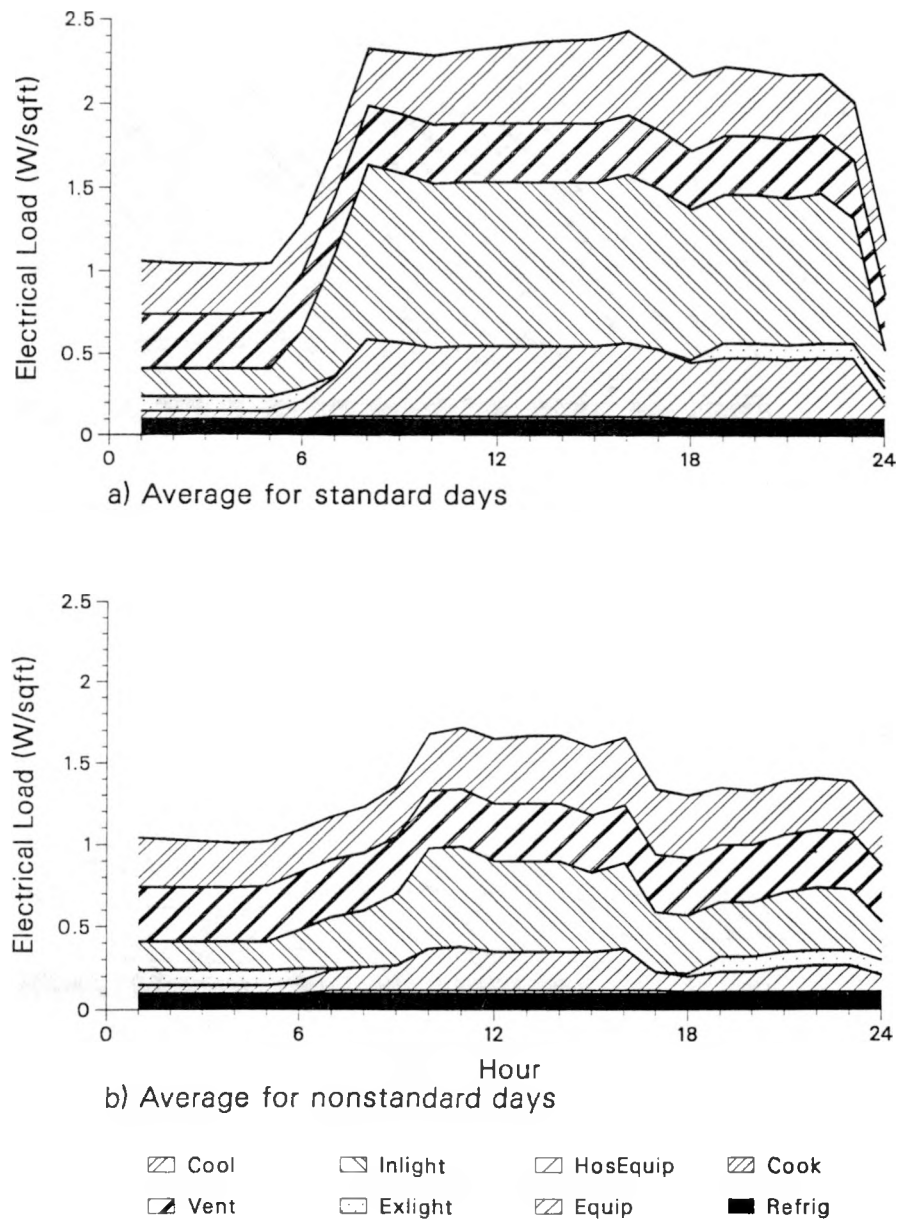 2.5
2
1.5
1
0.5
0
Electrical Load (W/sqft)
0 6 12 18 24
a) Average for standard days
2.5
2
1.5
1
0.5
0
Electrical Load (W/sqft)
0 6 12 18 24
Hour
b) Average for nonstandard days
Cool Inlight HosEquip Cook
Vent Exlight Equip Refrig